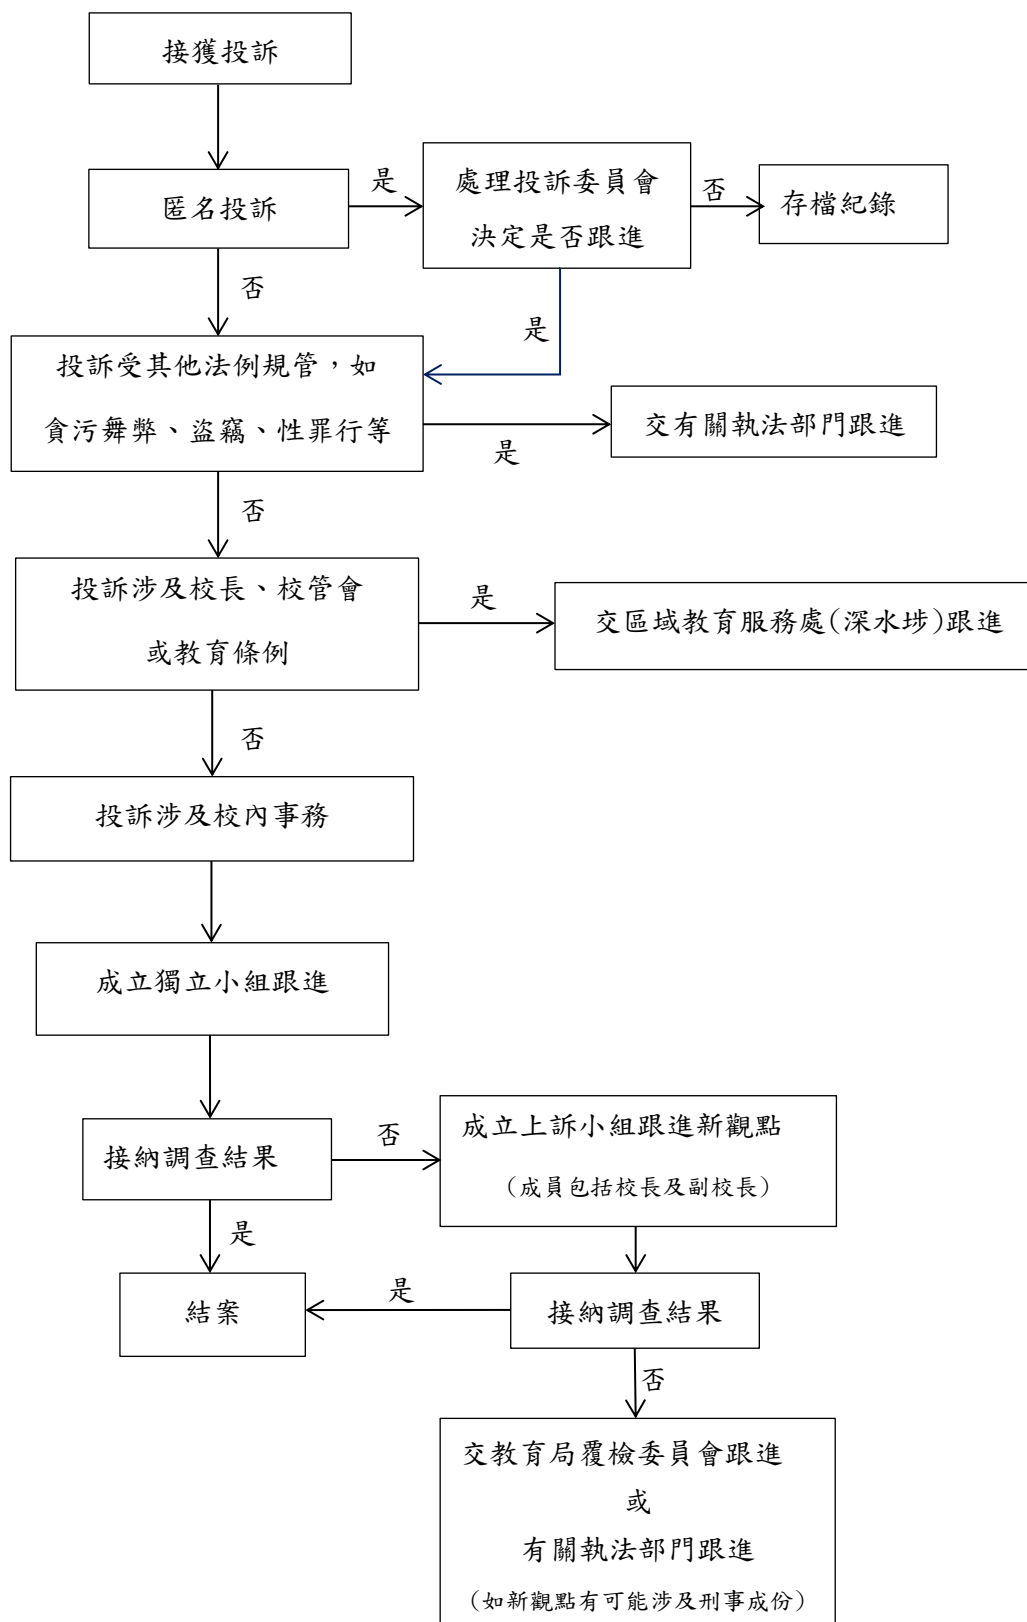 接獲投訴
匿名投訴
是
處理投訴委員會
決定是否跟進
否
存檔紀錄
否
是
投訴受其他法例規管，如
貪污舞弊、盜竊、性罪行等
是
交有關執法部門跟進
否
投訴涉及校長、校管會
或教育條例
是
交區域教育服務處(深水埗)跟進
否
投訴涉及校內事務
成立獨立小組跟進
接納調查結果
否
成立上訴小組跟進新觀點
（成員包括校長及副校長）
是
結案
是
接納調查結果
否
交教育局覆檢委員會跟進
或
有關執法部門跟進
（如新觀點有可能涉及刑事成份）